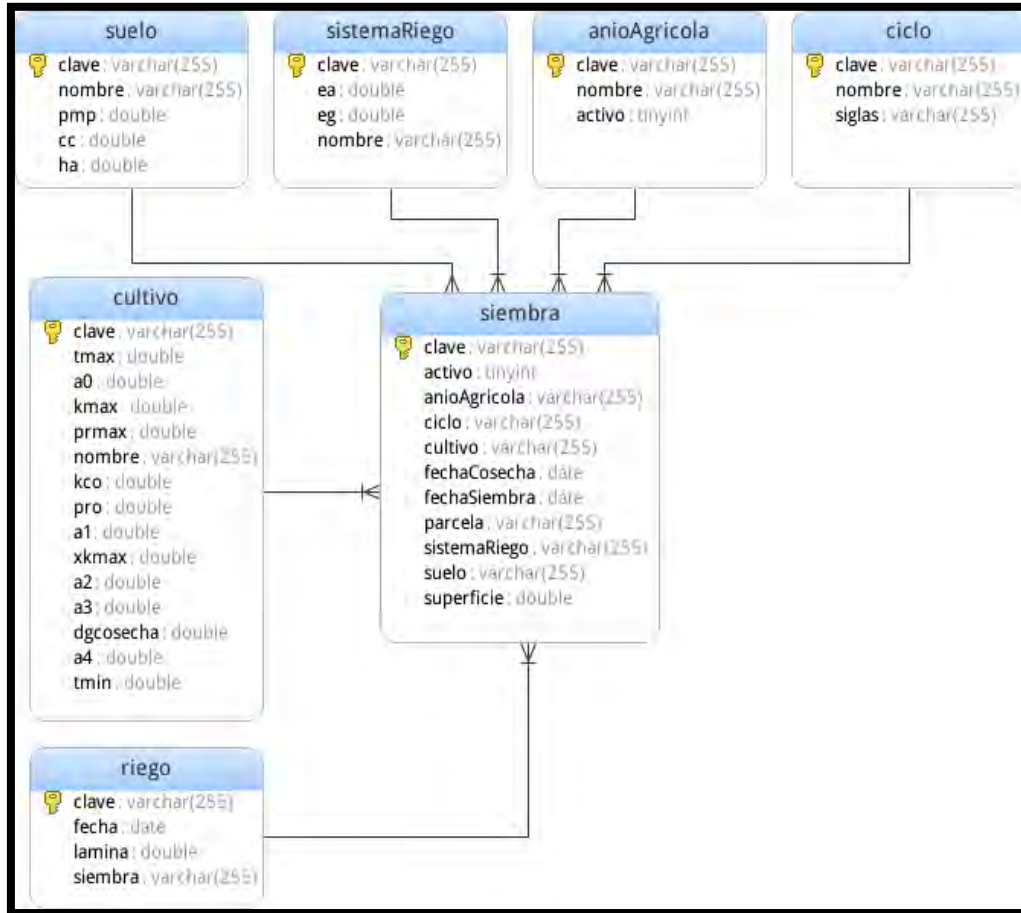 suelo
clave : varchar(255)
nombre : varchar(255)
pmp : double
cc : double
ha : double
sistemaRiego
clave : varchar(255)
ea : double
eg : double
nombre : varchar(255)
anioAgricola
clave : varchar(255)
nombre : varchar(255)
activo : tinyint
ciclo
clave : varchar(255)
nombre : varchar(255)
siglas : varchar(255)
cultivo
clave : varchar(255)
tmax : double
a0 : double
kmax : double
prmax : double
nombre : varchar(255)
kco : double
pro : double
a1 : double
xkmax : double
a2 : double
a3 : double
dgcosecha : double
a4 : double
tmin : double
siembra
clave : varchar(255)
activo : tinyint
anioAgricola : varchar(255)
ciclo : varchar(255)
cultivo : varchar(255)
fechaCosecha : date
fechaSiembra : date
parcela : varchar(255)
sistemaRiego : varchar(255)
suelo : varchar(255)
superficie : double
riego
clave : varchar(255)
fecha : date
lamina : double
siembra : varchar(255)